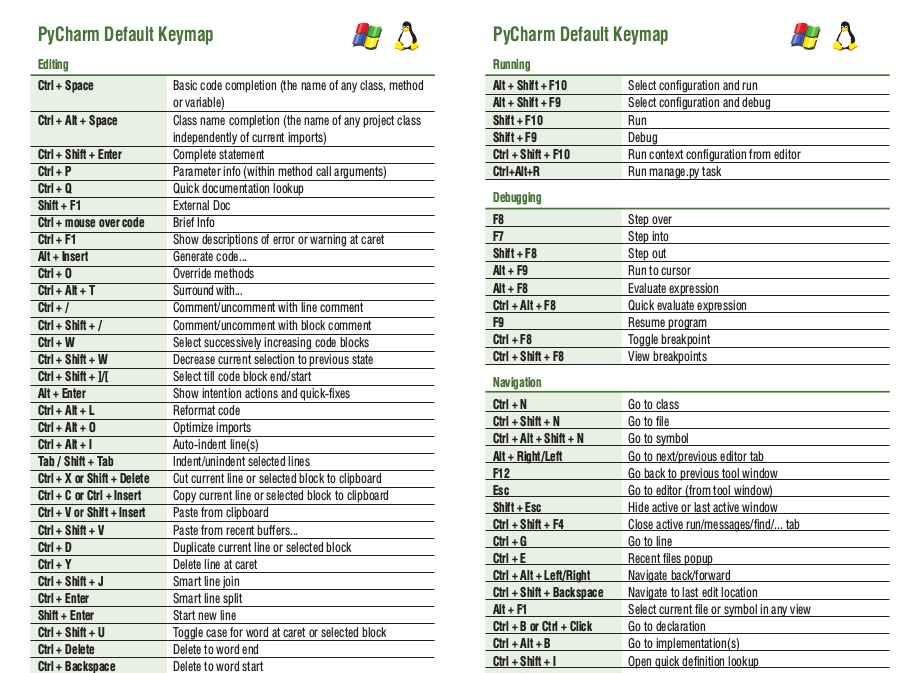 PyCharm Default Keymap
Editing
Ctrl + Space Basic code completion (the name of any class, method
or variable)
Ctrl + Alt + Space Class name completion (the name of any project class
independently of current imports)
Ctrl + Shift + Enter Complete statement
Ctrl + P Parameter info (within method call arguments)
Ctrl + Q Quick documentation lookup
Shift + F1 External Doc
Ctrl + mouse over code Brief Info
Ctrl + F1 Show descriptions of error or warning at caret
Alt + Insert Generate code...
Ctrl + O Override methods
Ctrl + Alt + T Surround with...
Ctrl + / Comment/uncomment with line comment
Ctrl + Shift + / Comment/uncomment with block comment
Ctrl + W Select successively increasing code blocks
Ctrl + Shift + W Decrease current selection to previous state
Ctrl + Shift + ]/[ Select till code block end/start
Alt + Enter Show intention actions and quick-fixes
Ctrl + Alt + L Reformat code
Ctrl + Alt + O Optimize imports
Ctrl + Alt + I Auto-indent line(s)
Tab / Shift + Tab Indent/unindent selected lines
Ctrl + X or Shift + Delete Cut current line or selected block to clipboard
Ctrl + C or Ctrl + Insert Copy current line or selected block to clipboard
Ctrl + V or Shift + Insert Paste from clipboard
Ctrl + Shift + V Paste from recent buffers...
Ctrl + D Duplicate current line or selected block
Ctrl + Y Delete line at caret
Ctrl + Shift + J Smart line join
Ctrl + Enter Smart line split
Shift + Enter Start new line
Ctrl + Shift + U Toggle case for word at caret or selected block
Ctrl + Delete Delete to word end
Ctrl + Backspace Delete to word start
PyCharm Default Keymap
Running
Alt + Shift + F10 Select configuration and run
Alt + Shift + F9 Select configuration and debug
Shift + F10 Run
Shift + F9 Debug
Ctrl + Shift + F10 Run context configuration from editor
Ctrl+Alt+R Run manage.py task
Debugging
F8 Step over
F7 Step into
Shift + F8 Step out
Alt + F9 Run to cursor
Alt + F8 Evaluate expression
Ctrl + Alt + F8 Quick evaluate expression
F9 Resume program
Ctrl + F8 Toggle breakpoint
Ctrl + Shift + F8 View breakpoints
Navigation
Ctrl + N Go to class
Ctrl + Shift + N Go to file
Ctrl + Alt + Shift + N Go to symbol
Alt + Right/Left Go to next/previous editor tab
F12 Go back to previous tool window
Esc Go to editor (from tool window)
Shift + Esc Hide active or last active window
Ctrl + Shift + F4 Close active run/messages/find/... tab
Ctrl + G Go to line
Ctrl + E Recent files popup
Ctrl + Alt + Left/Right Navigate back/forward
Ctrl + Shift + Backspace Navigate to last edit location
Alt + F1 Select current file or symbol in any view
Ctrl + B or Ctrl + Click Go to declaration
Ctrl + Alt + B Go to implementation(s)
Ctrl + Shift + I Open quick definition lookup